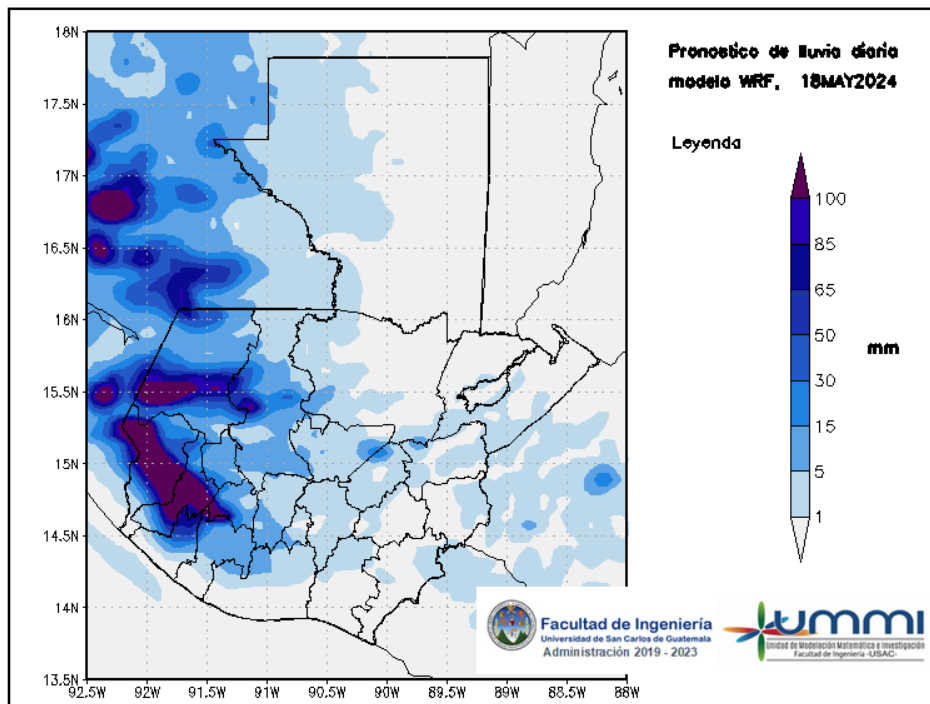 Pronostico de lluvia diaria
modelo WRF, 18MAY2024
Leyenda
100
85
65
50
30
15
5
1
mm
18N
17.5N
17N
16.5N
16N
15.5N
15N
14.5N
14N
13.5N
92.5W 92W 91.5W 91W 90.5W 90W 89.5W 89W 88.5W 88W
Facultad de Ingeniería
Universidad de San Carlos de Guatemala
Administración 2019 - 2023
ummi
Unidad de Modelación Matemática e Investigación
Facultad de Ingeniería -USAC-